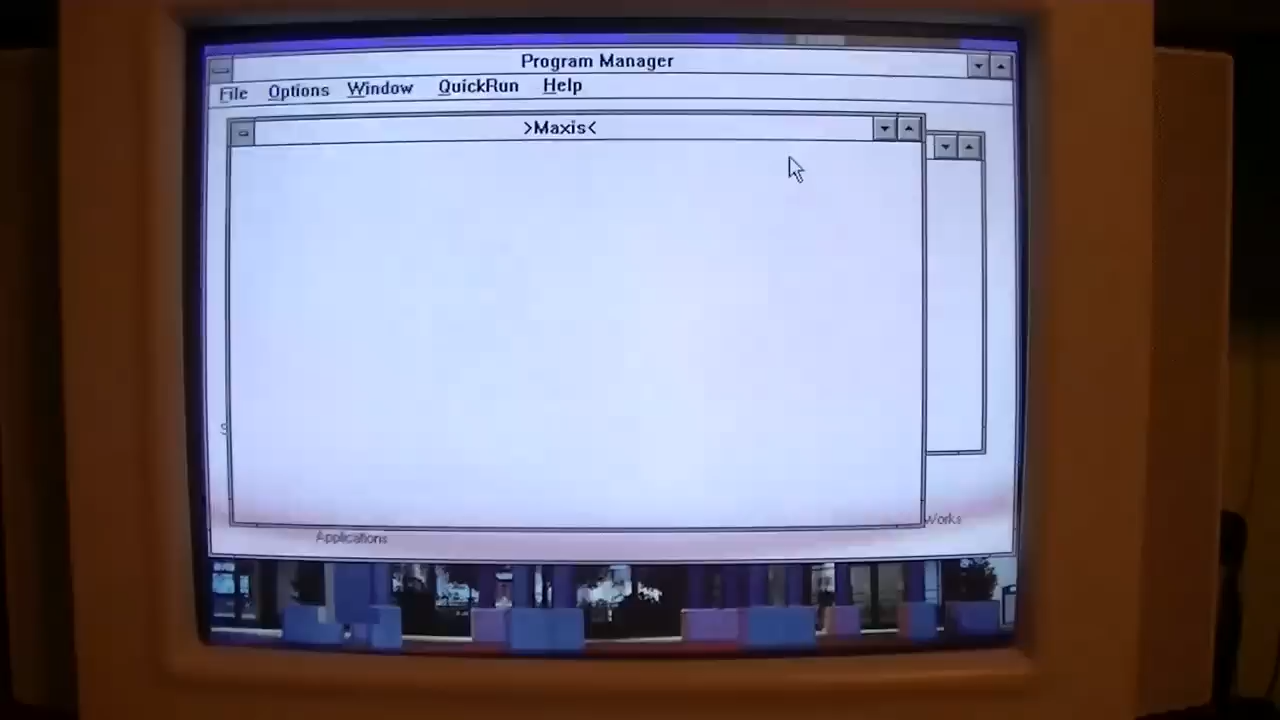 Program Manager
File Options Window QuickRun Help
>Maxis<
Works
Applications